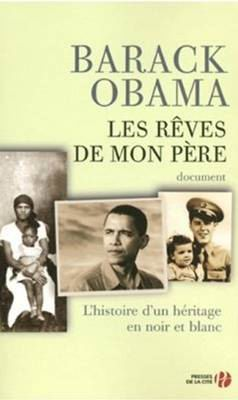 BARACK
OBAMA
LES RÊVES
DE MON PÈRE
document
L'histoire d'un héritage
en noir et blanc
PRESSES
DE LA CITÉ